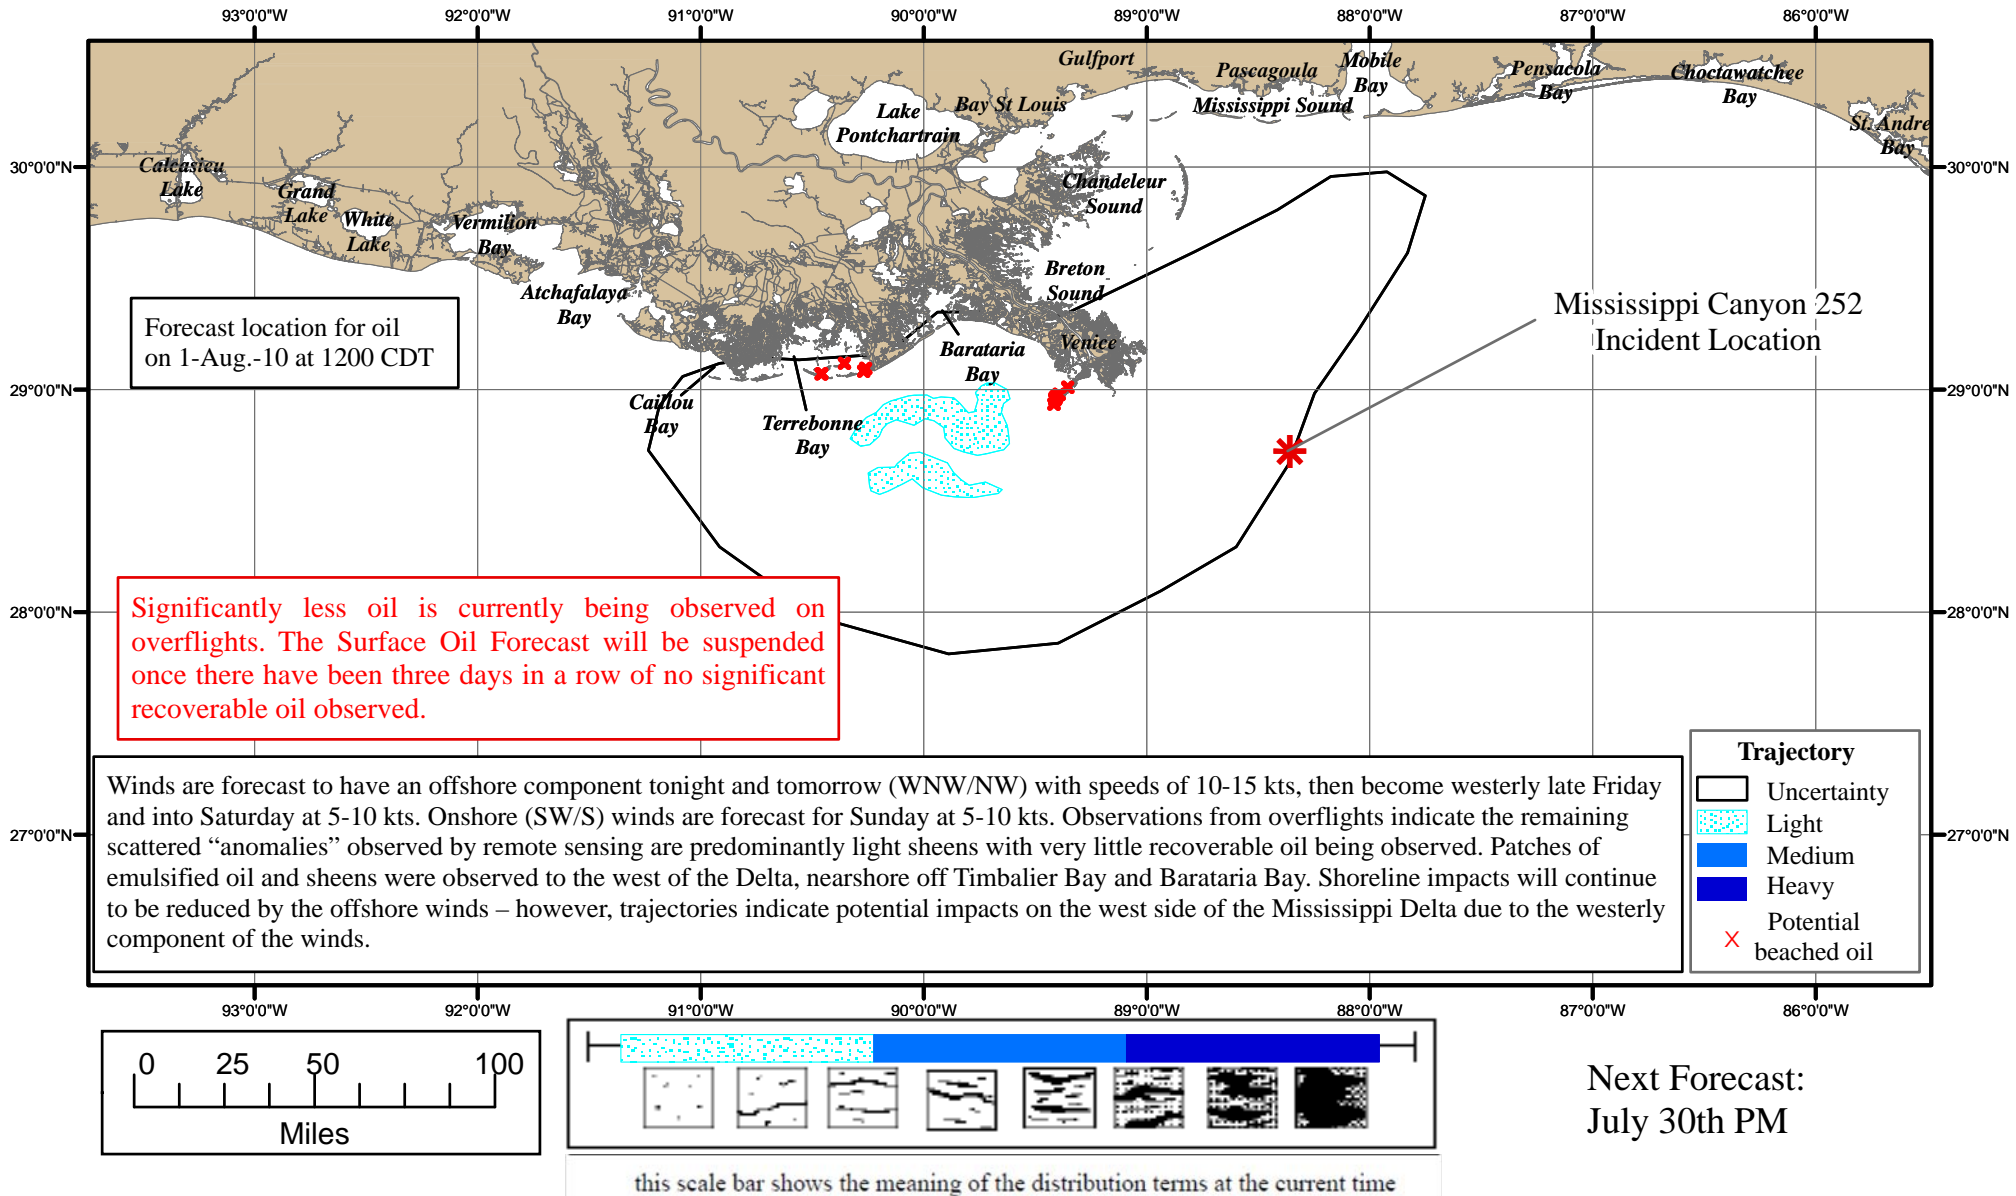 93°0'0"W 92°0'0"W 91°0'0"W 90°0'0"W 89°0'0"W 88°0'0"W 87°0'0"W 86°0'0"W
Gulfport
Pascagoula
Mobile
Bay
Pensacola
Bay
Choctawatchee
Bay
Bay St Louis
Mississippi Sound
Lake
Pontchartrain
St. Andre
Bay
30°0'0"N
30°0'0"N
Calcasieu
Lake
Grand
Lake
White
Lake
Vermilion
Bay
Chandeleur
Sound
Atchafalaya
Bay
Breton
Sound
Venice
Forecast location for oil
on 1-Aug.-10 at 1200 CDT
Mississippi Canyon 252
Incident Location
Barataria
Bay
29°0'0"N
29°0'0"N
Caillou
Bay
Terrebonne
Bay
28°0'0"N
28°0'0"N
Significantly less oil is currently being observed on
overflights. The Surface Oil Forecast will be suspended
once there have been three days in a row of no significant
recoverable oil observed.
27°0'0"N
27°0'0"N
Winds are forecast to have an offshore component tonight and tomorrow (WNW/NW) with speeds of 10-15 kts, then become westerly late Friday
and into Saturday at 5-10 kts. Onshore (SW/S) winds are forecast for Sunday at 5-10 kts. Observations from overflights indicate the remaining
scattered “anomalies” observed by remote sensing are predominantly light sheens with very little recoverable oil being observed. Patches of
emulsified oil and sheens were observed to the west of the Delta, nearshore off Timbalier Bay and Barataria Bay. Shoreline impacts will continue
to be reduced by the offshore winds – however, trajectories indicate potential impacts on the west side of the Mississippi Delta due to the westerly
component of the winds.
Trajectory
Uncertainty
Light
Medium
Heavy
Potential
beached oil
93°0'0"W 92°0'0"W 91°0'0"W 90°0'0"W 89°0'0"W 88°0'0"W 87°0'0"W 86°0'0"W
0 25 50 100
Miles
this scale bar shows the meaning of the distribution terms at the current time
Next Forecast:
July 30th PM